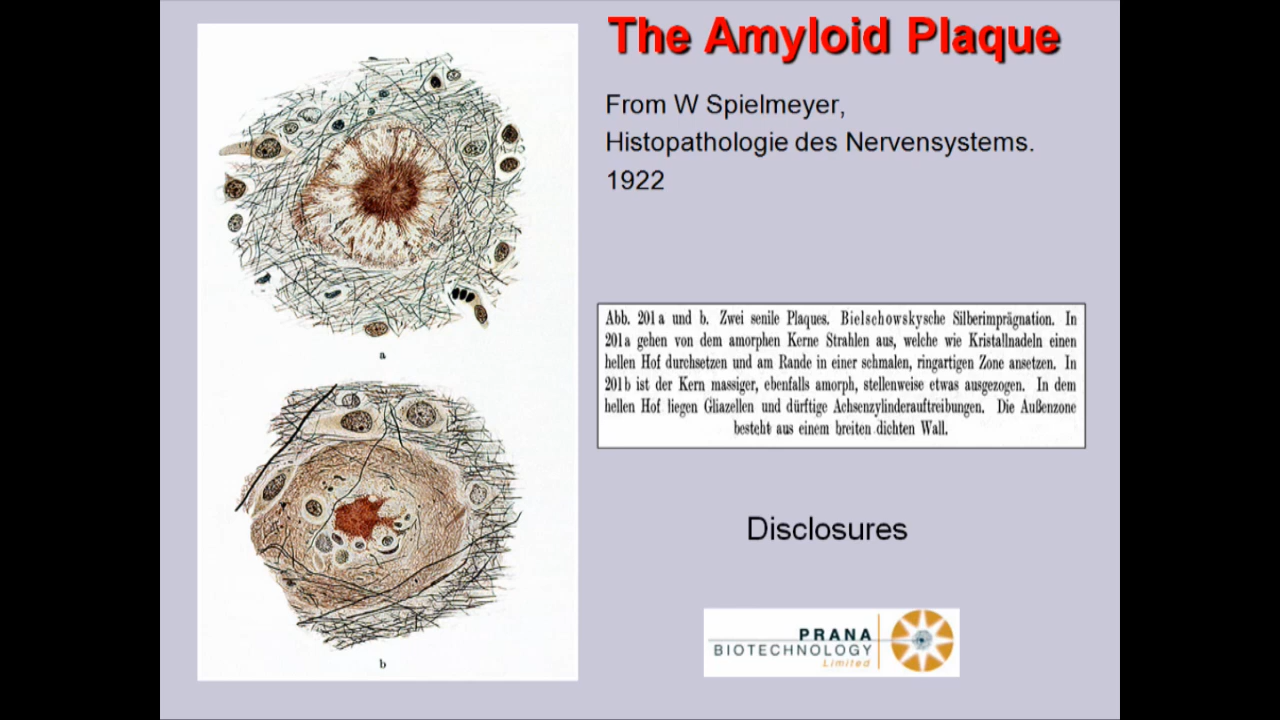 The Amyloid Plaque
From W Spielmeyer,
Histopathologie des Nervensystems.
1922
Abb. 201 a und b. Zwei senile Plaques. Bielschowskysche Silberimprägnation. In
201 a gehen von dem amorphen Kerne Strahlen aus, welche wie Kristallnadeln einen
hellen Hof durchsetzen und am Rande in einer schmalen, ringartigen Zone ansetzen. In
201 b ist der Kern massiger, ebenfalls amorph, stellenweise etwas ausgezogen. In dem
hellen Hof liegen Gliazellen und dürftige Achsenzylinderauftreibungen. Die Außenzone
besteht aus einem breiten dichten Wall.
a
b
Disclosures
PRANA
BIOTECHNOLOGY
Limited